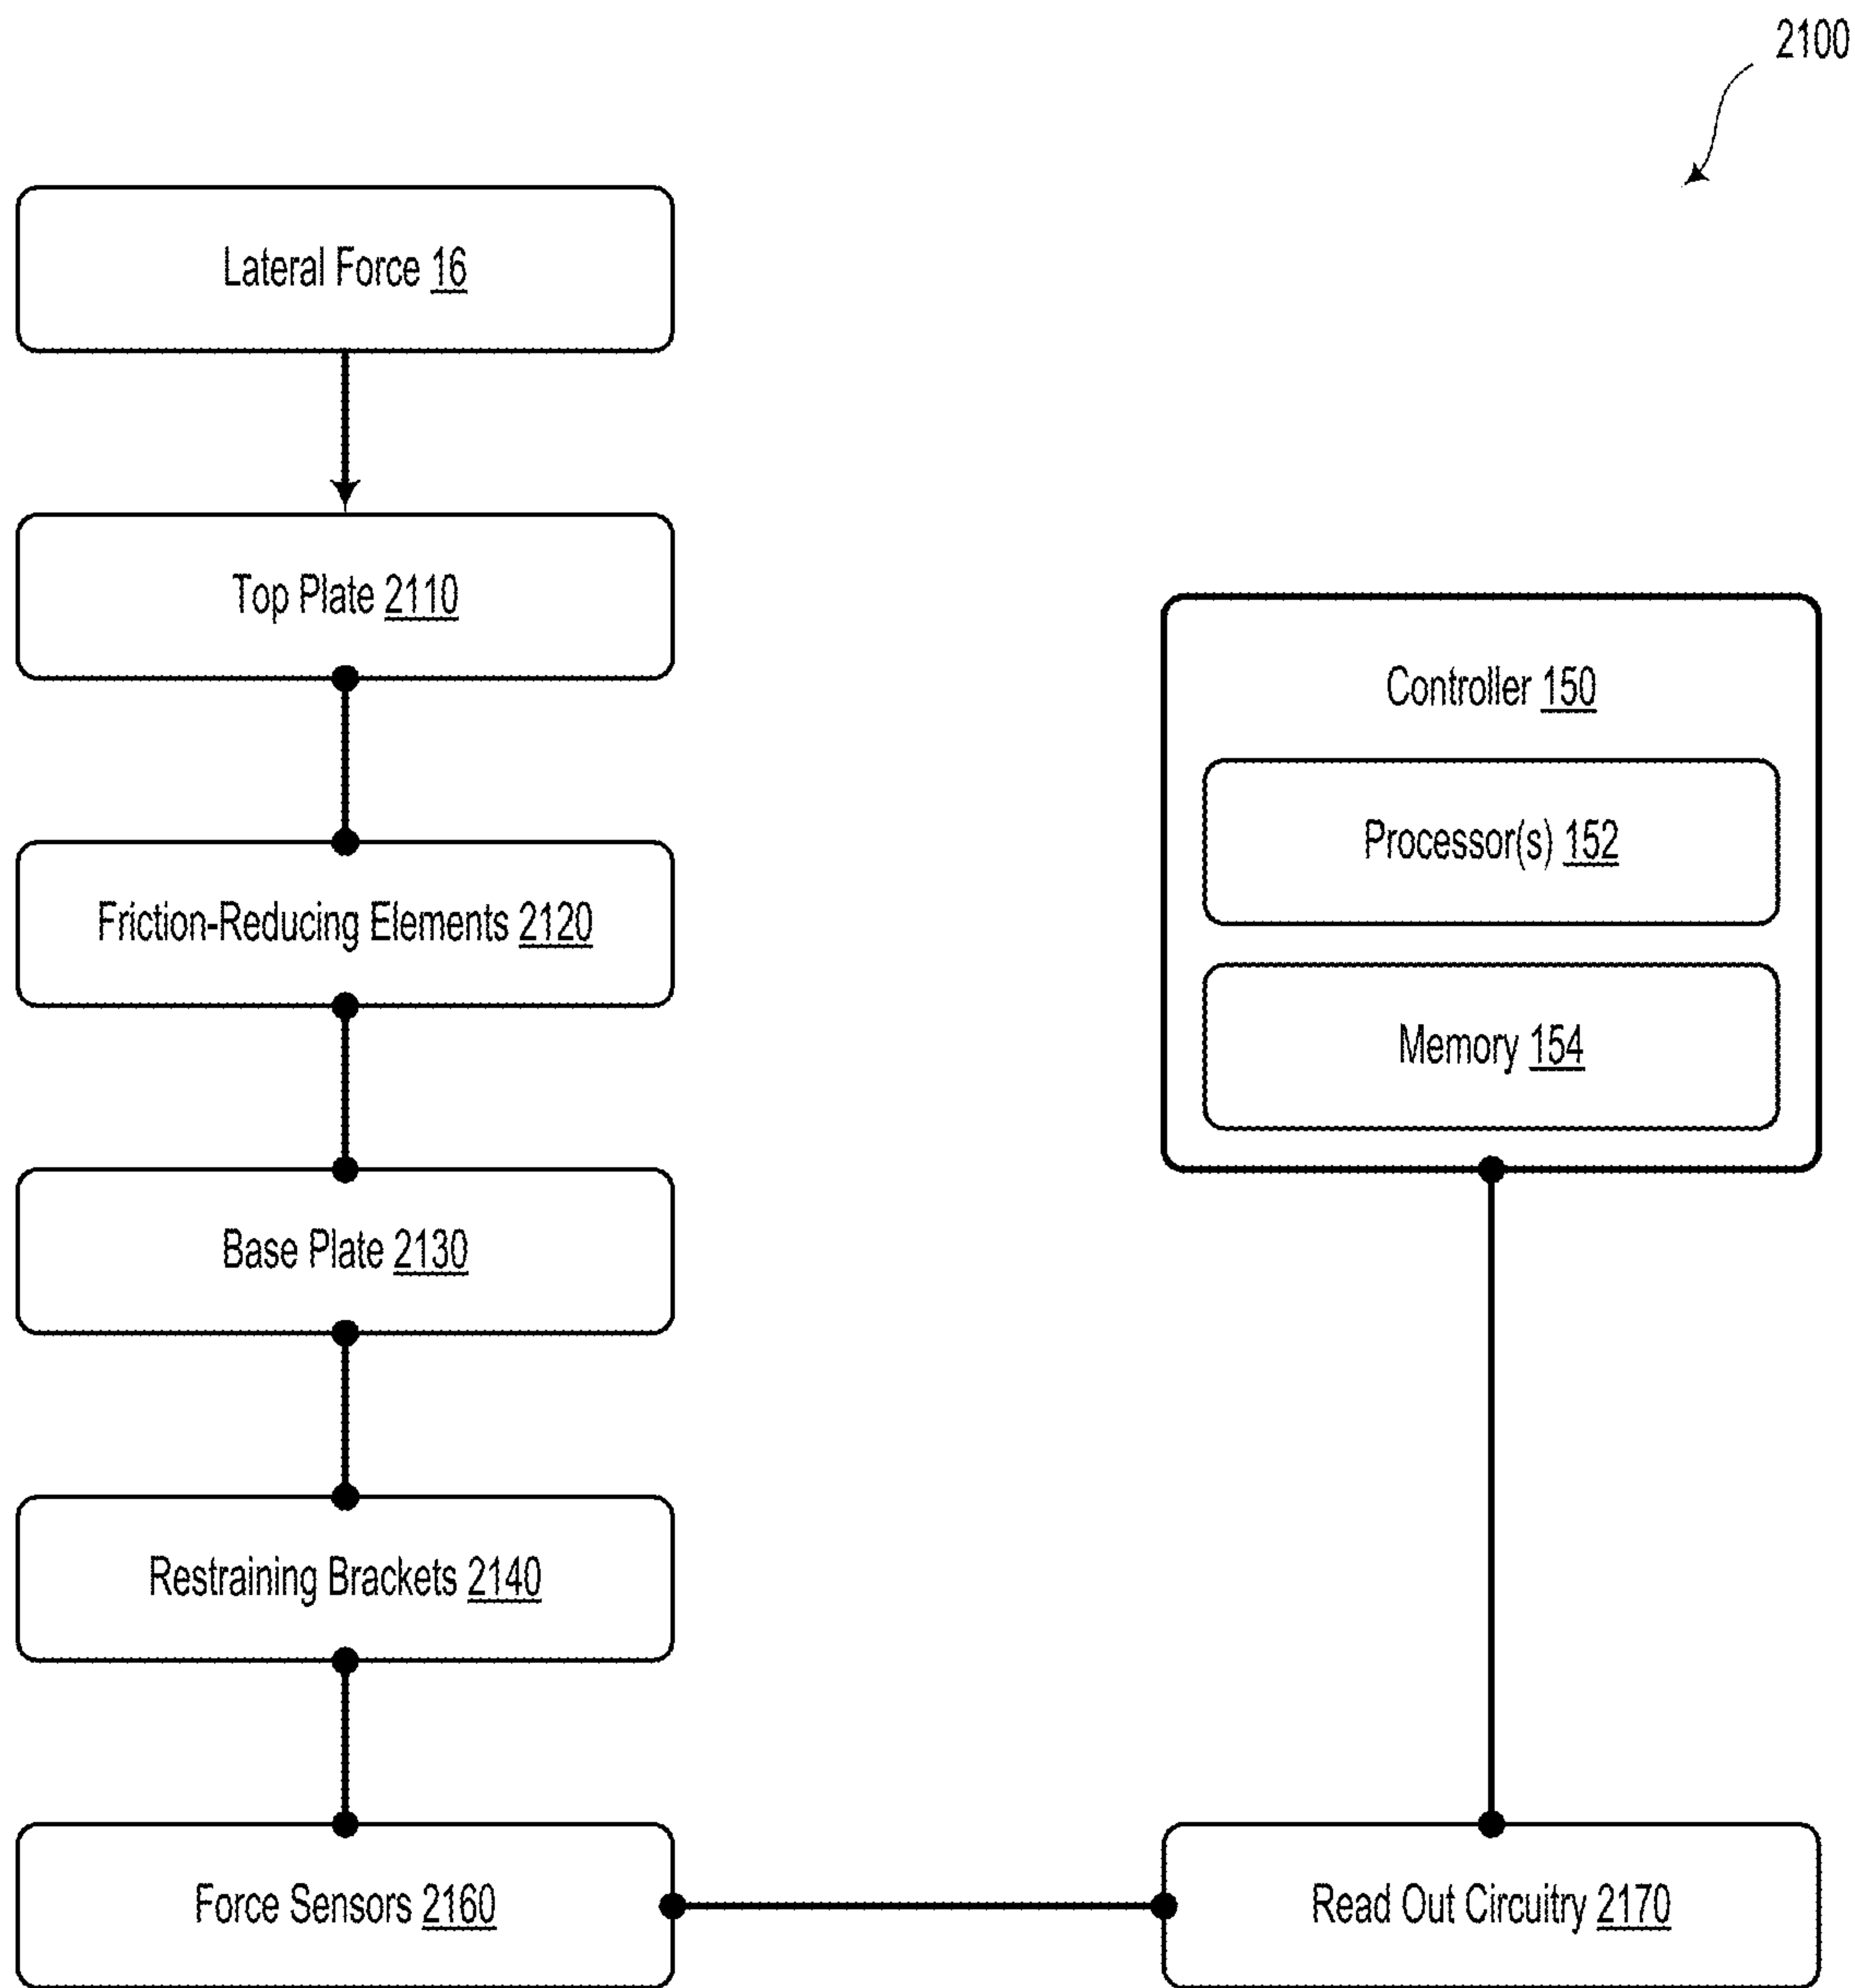 2100
Lateral Force 16
Top Plate 2110
Controller 150
Processor(s) 152
Friction-Reducing Elements 2120
Memory 154
Base Plate 2130
Restraining Brackets 2140
Force Sensors 2160
Read Out Circuitry 2170